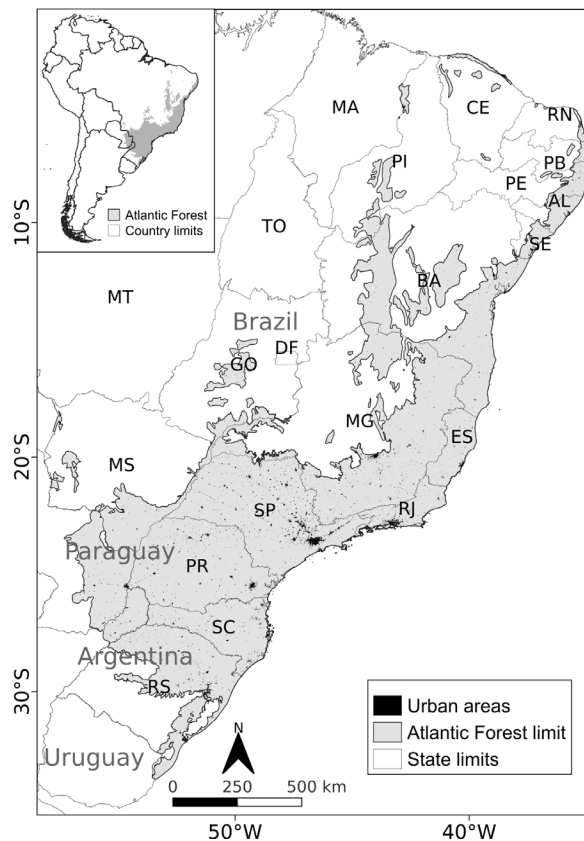 Atlantic Forest
Country limits
MA
CE
RN
PI
PB
PE
AL
TO
SE
BA
MT
Brazil
DF
GO
MG
ES
MS
SP
RJ
Paraguay
PR
SC
Argentina
RS
Uruguay
N
0 250 500 km
Urban areas
Atlantic Forest limit
State limits
10°S
20°S
30°S
50°W 40°W